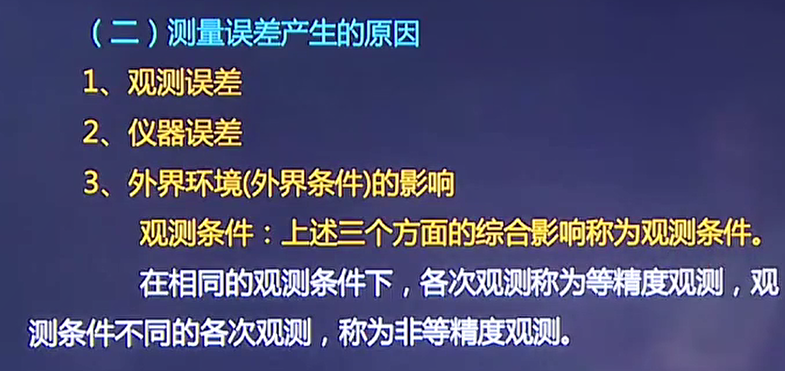 （二）测量误差产生的原因
1、观测误差
2、仪器误差
3、外界环境(外界条件)的影响
观测条件：上述三个方面的综合影响称为观测条件。
在相同的观测条件下，各次观测称为等精度观测，观
测条件不同的各次观测，称为非等精度观测。